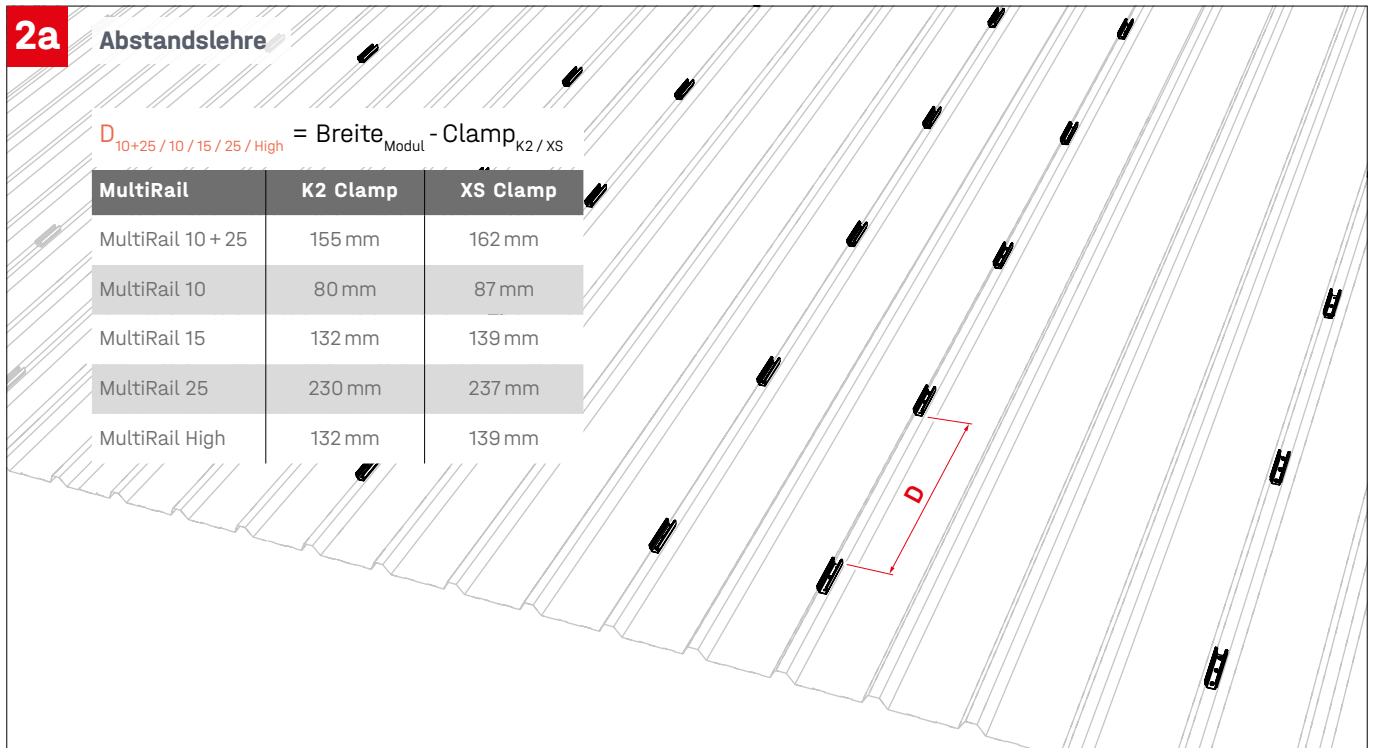 2a
Abstandslehre
D10+25 / 10 / 15 / 25 / High = BreiteModul - ClampK2 / XS
MultiRail K2 Clamp XS Clamp
MultiRail 10 + 25 155 mm 162 mm
MultiRail 10 80 mm 87 mm
MultiRail 15 132 mm 139 mm
MultiRail 25 230 mm 237 mm
MultiRail High 132 mm 139 mm
D